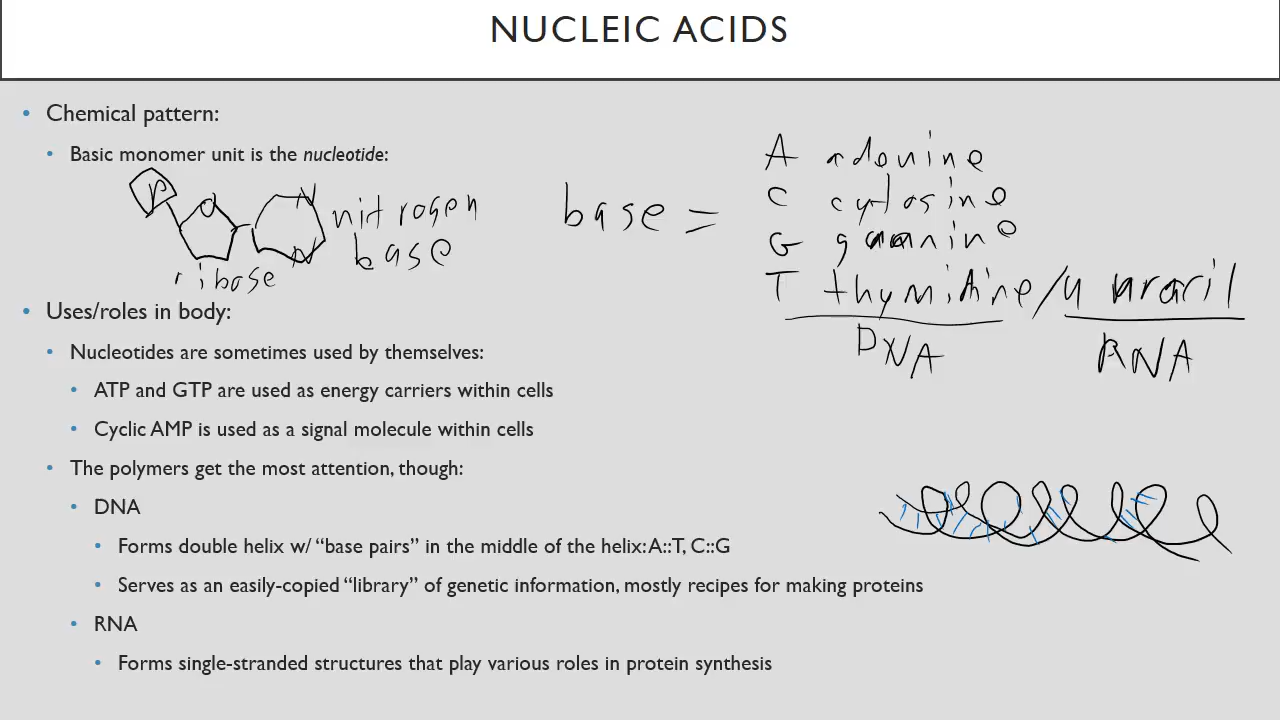 NUCLEIC ACIDS
• Chemical pattern:
• Basic monomer unit is the nucleotide:
P
O
N
N
nitrogen
base
ribose
base =
A adenine
C cytosine
G guanine
T thymidine/U uracil
DNA
RNA
• Uses/roles in body:
• Nucleotides are sometimes used by themselves:
• ATP and GTP are used as energy carriers within cells
• Cyclic AMP is used as a signal molecule within cells
• The polymers get the most attention, though:
• DNA
• Forms double helix w/ “base pairs” in the middle of the helix: A::T, C::G
• Serves as an easily-copied “library” of genetic information, mostly recipes for making proteins
• RNA
• Forms single-stranded structures that play various roles in protein synthesis